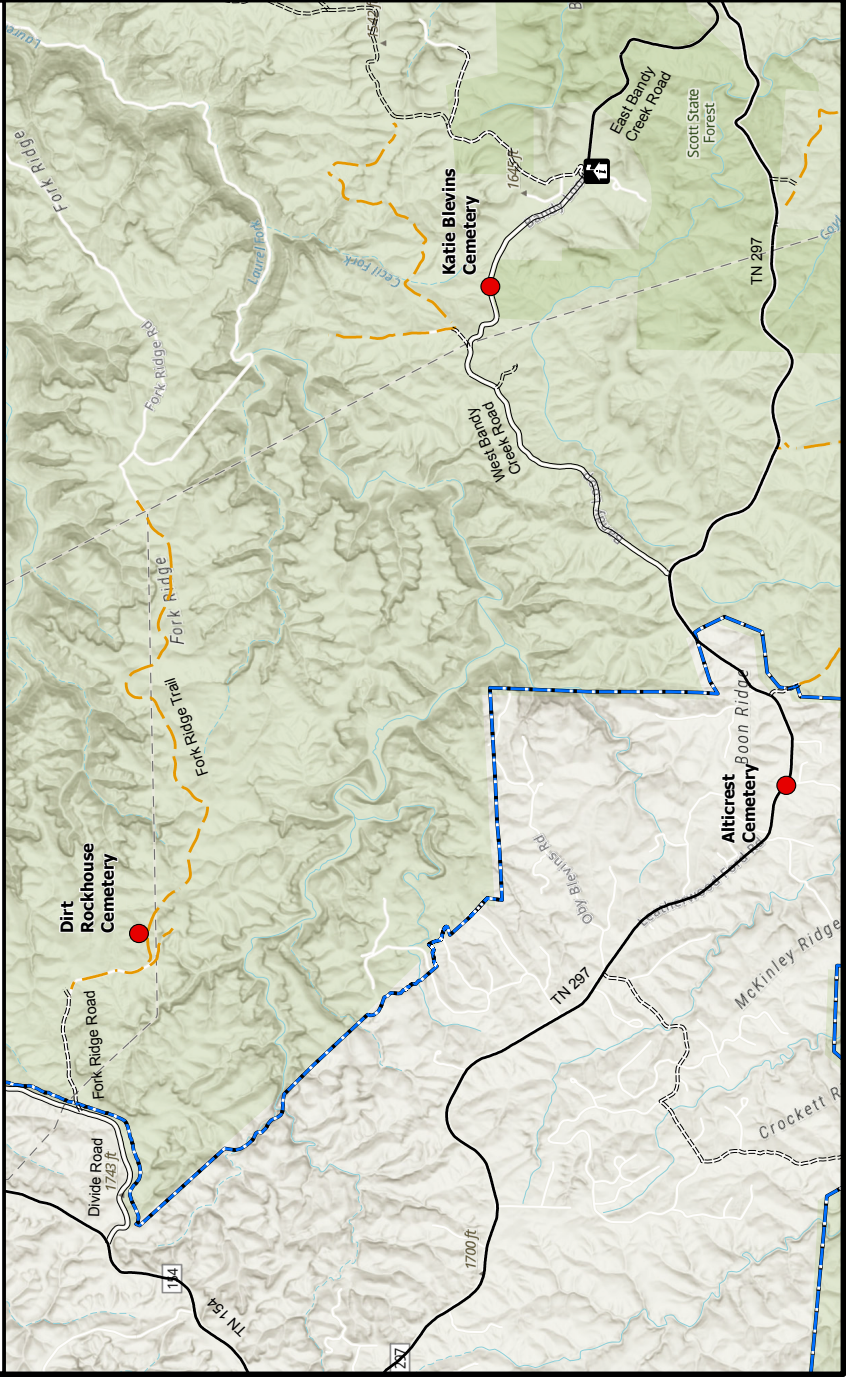 Divide Road
1743 ft
Fork Ridge Road
Dirt
Rockhouse
Cemetery
Fork Ridge Trail
Fork Ridge
Fork Ridge Rd
Fork Ridge
Laurel
Laurel Fork
Cecil Fork
154
TN 154
1542 ft
297
1700 ft
Katie Blevins
Cemetery
West Bandy
Creek Road
1645 ft
Oby Blevins Rd
TN 297
East Bandy
Creek Road
Scott State
Forest
Alticrest
Cemetery
Boon Ridge
TN 297
McKinley Ridge
Crockett R